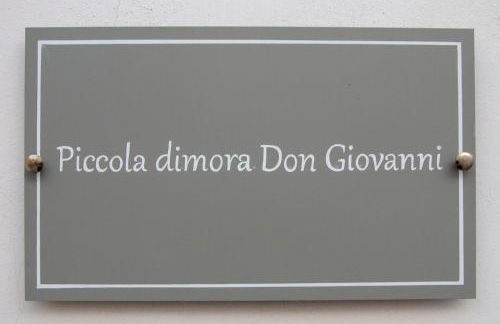 Piccola dimora Don Giovanni